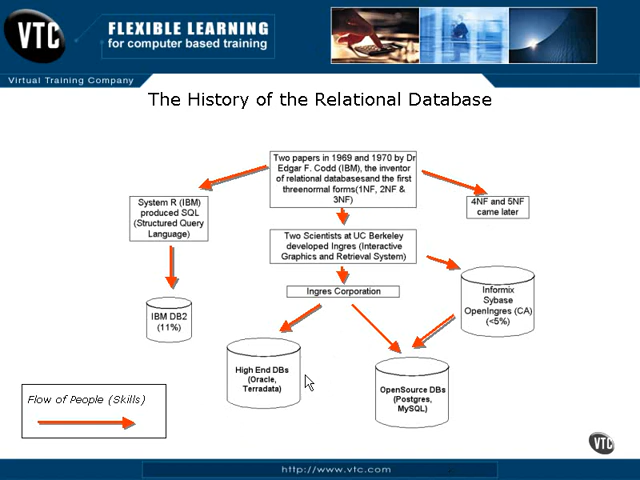 VTC
FLEXIBLE LEARNING
for computer based training
Virtual Training Company
The History of the Relational Database
Two papers in 1969 and 1970 by Dr
Edgar F. Codd (IBM), the inventor
of relational databasesand the first
threenormal forms(1NF, 2NF &
3NF)
System R (IBM)
produced SQL
(Structured Query
Language)
4NF and 5NF
came later
Two Scientists at UC Berkeley
developed Ingres (Interactive
Graphics and Retrieval System)
Ingres Corporation
Informix
Sybase
OpenIngres (CA)
(<5%)
IBM DB2
(11%)
High End DBs
(Oracle,
Terradata)
OpenSource DBs
(Postgres,
MySQL)
Flow of People (Skills)
VTC
http://www.vtc.com